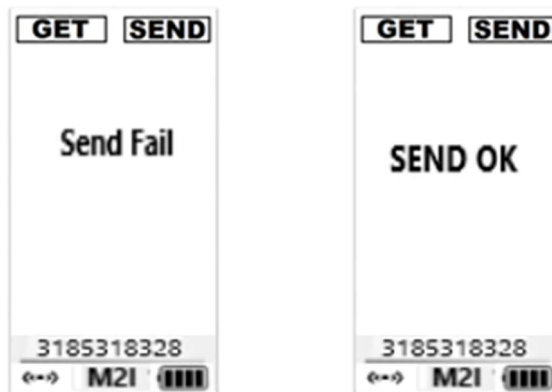 GET SEND
Send Fail
3185318328
M2I
GET SEND
SEND OK
3185318328
M2I